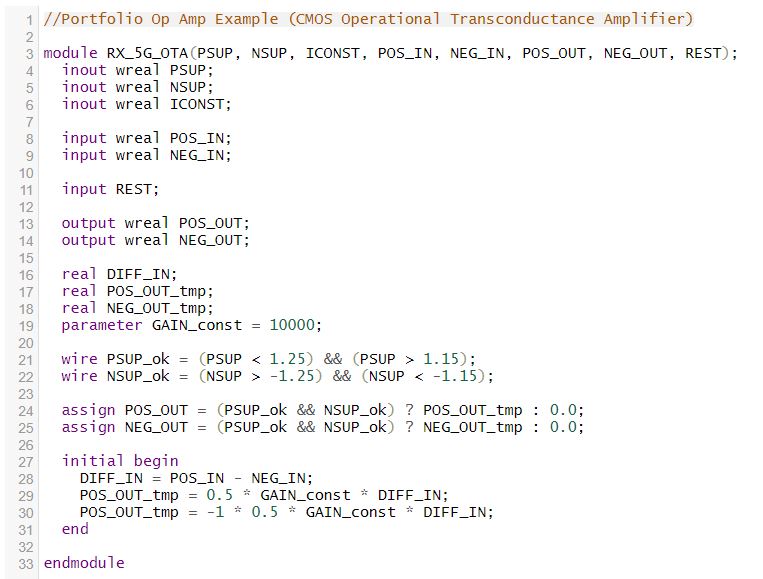 1 //Portfolio Op Amp Example (CMOS Operational Transconductance Amplifier)
2
3 module RX_5G_OTA(PSUP, NSUP, ICONST, POS_IN, NEG_IN, POS_OUT, NEG_OUT, REST);
4   inout wreal PSUP;
5   inout wreal NSUP;
6   inout wreal ICONST;
7
8   input wreal POS_IN;
9   input wreal NEG_IN;
10
11   input REST;
12
13   output wreal POS_OUT;
14   output wreal NEG_OUT;
15
16   real DIFF_IN;
17   real POS_OUT_tmp;
18   real NEG_OUT_tmp;
19   parameter GAIN_const = 10000;
20
21   wire PSUP_ok = (PSUP < 1.25) && (PSUP > 1.15);
22   wire NSUP_ok = (NSUP > -1.25) && (NSUP < -1.15);
23
24   assign POS_OUT = (PSUP_ok && NSUP_ok) ? POS_OUT_tmp : 0.0;
25   assign NEG_OUT = (PSUP_ok && NSUP_ok) ? NEG_OUT_tmp : 0.0;
26
27   initial begin
28     DIFF_IN = POS_IN - NEG_IN;
29     POS_OUT_tmp = 0.5 * GAIN_const * DIFF_IN;
30     POS_OUT_tmp = -1 * 0.5 * GAIN_const * DIFF_IN;
31   end
32
33 endmodule